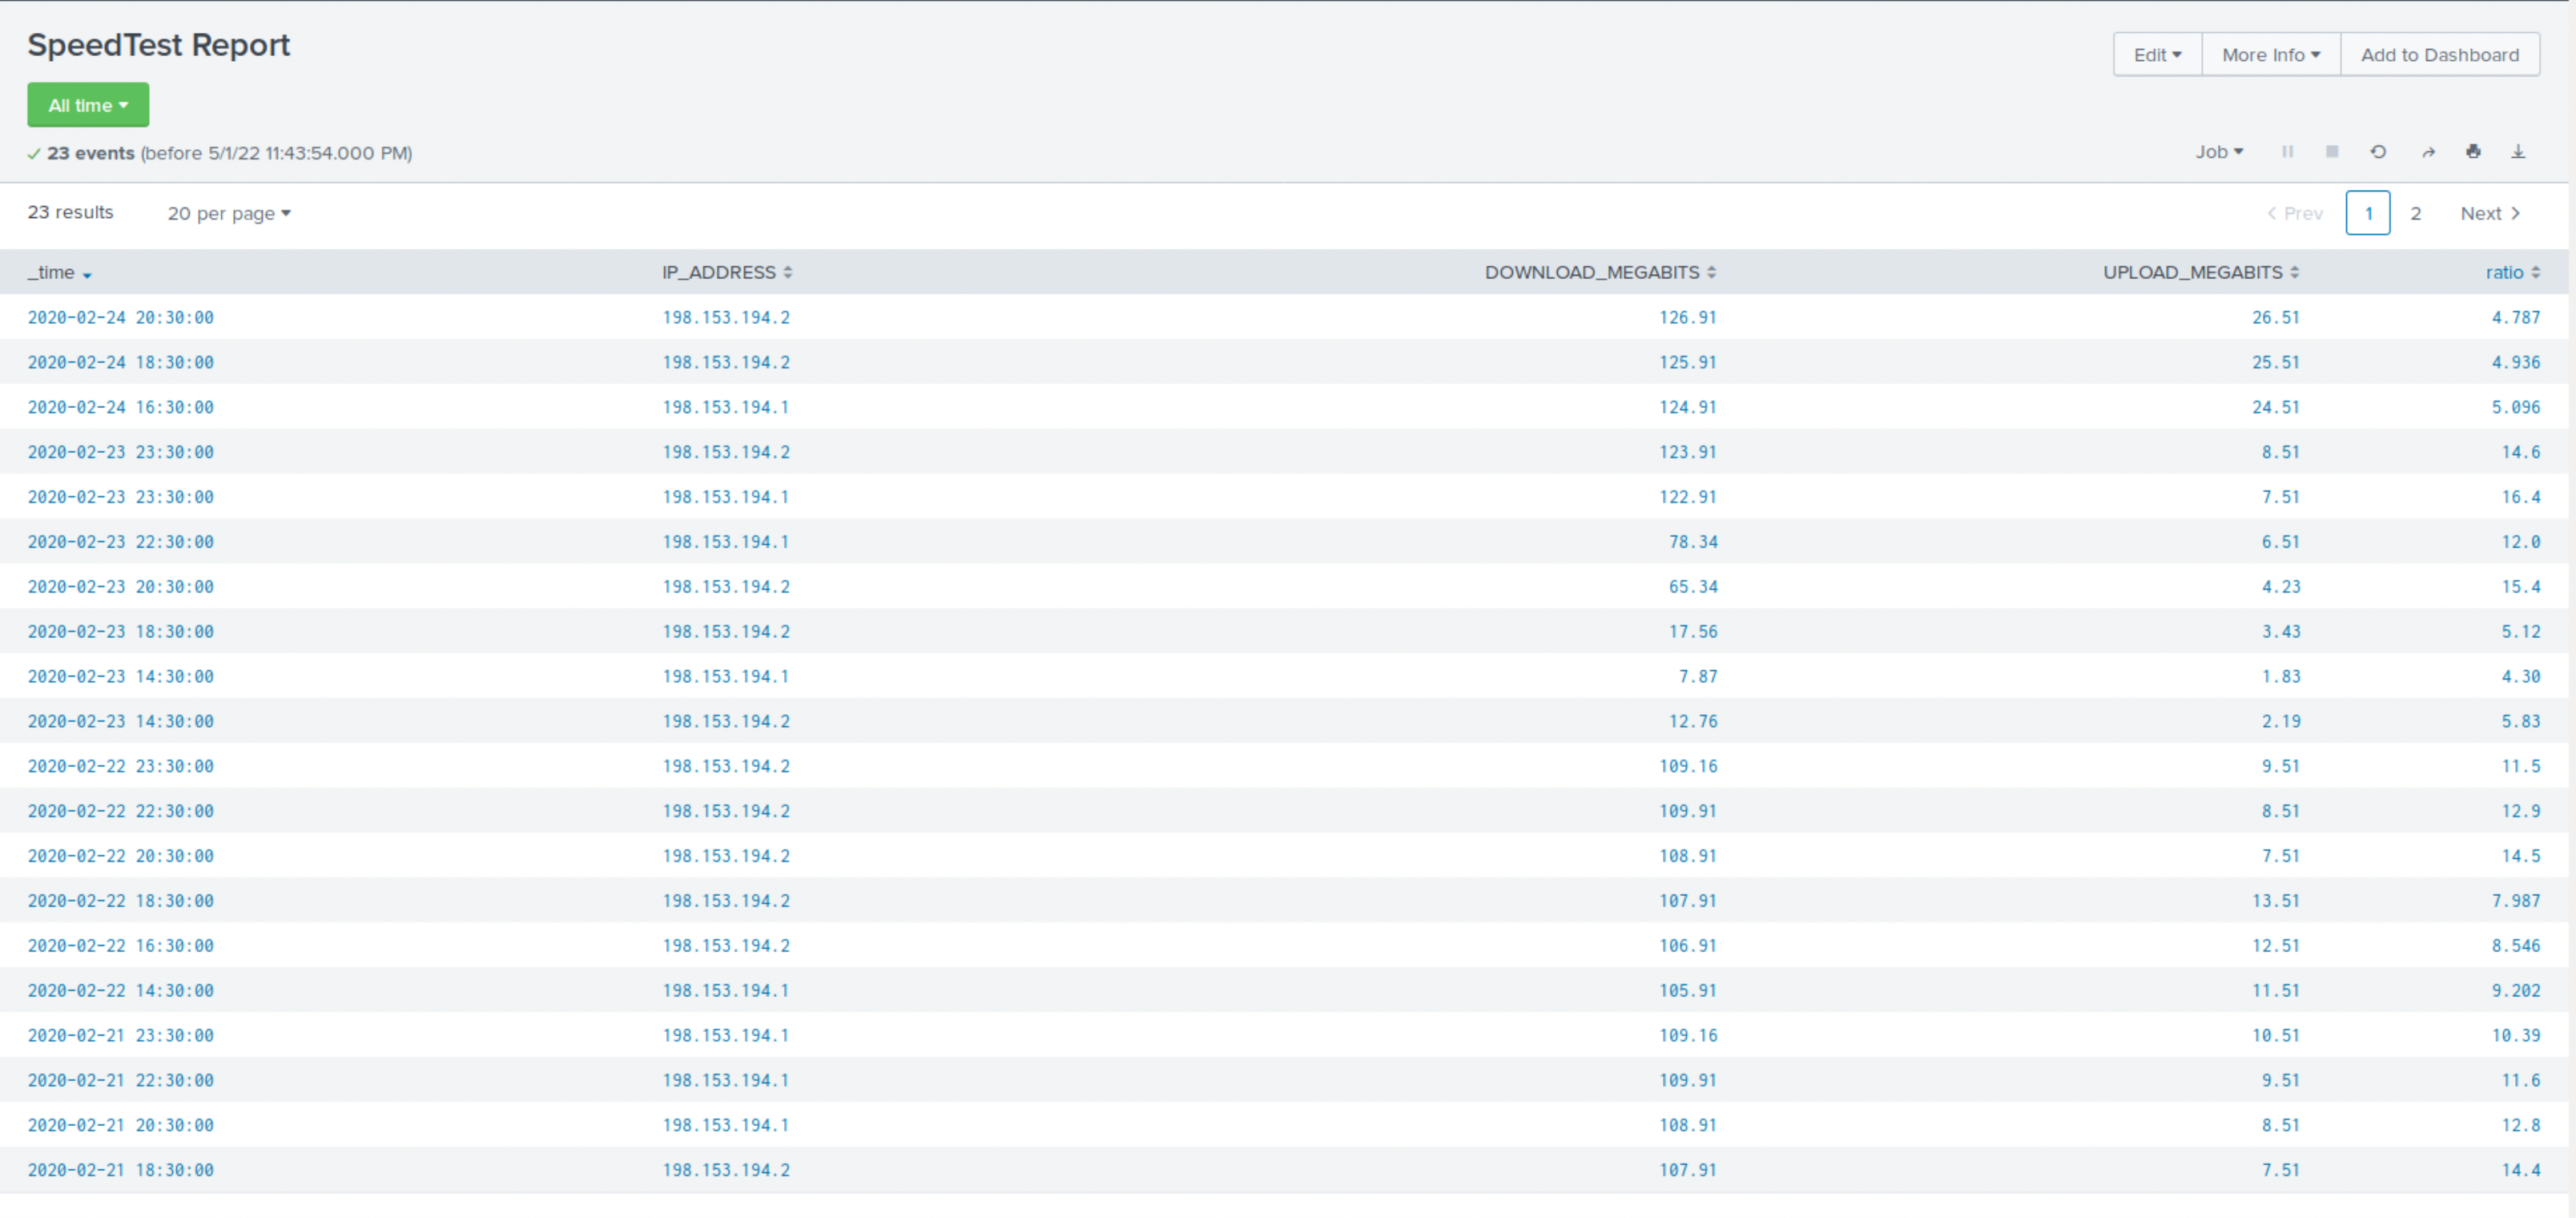 SpeedTest Report
Edit More Info Add to Dashboard
All time
23 events (before 5/1/22 11:43:54.000 PM)
Job
23 results 20 per page Prev 1 2 Next
_time IP_ADDRESS DOWNLOAD_MEGABITS UPLOAD_MEGABITS ratio
2020-02-24 20:30:00 198.153.194.2 126.91 26.51 4.787
2020-02-24 18:30:00 198.153.194.2 125.91 25.51 4.936
2020-02-24 16:30:00 198.153.194.1 124.91 24.51 5.096
2020-02-23 23:30:00 198.153.194.2 123.91 8.51 14.6
2020-02-23 23:30:00 198.153.194.1 122.91 7.51 16.4
2020-02-23 22:30:00 198.153.194.1 78.34 6.51 12.0
2020-02-23 20:30:00 198.153.194.2 65.34 4.23 15.4
2020-02-23 18:30:00 198.153.194.2 17.56 3.43 5.12
2020-02-23 14:30:00 198.153.194.1 7.87 1.83 4.30
2020-02-23 14:30:00 198.153.194.2 12.76 2.19 5.83
2020-02-22 23:30:00 198.153.194.2 109.16 9.51 11.5
2020-02-22 22:30:00 198.153.194.2 109.91 8.51 12.9
2020-02-22 20:30:00 198.153.194.2 108.91 7.51 14.5
2020-02-22 18:30:00 198.153.194.2 107.91 13.51 7.987
2020-02-22 16:30:00 198.153.194.2 106.91 12.51 8.546
2020-02-22 14:30:00 198.153.194.1 105.91 11.51 9.202
2020-02-21 23:30:00 198.153.194.1 109.16 10.51 10.39
2020-02-21 22:30:00 198.153.194.1 109.91 9.51 11.6
2020-02-21 20:30:00 198.153.194.1 108.91 8.51 12.8
2020-02-21 18:30:00 198.153.194.2 107.91 7.51 14.4